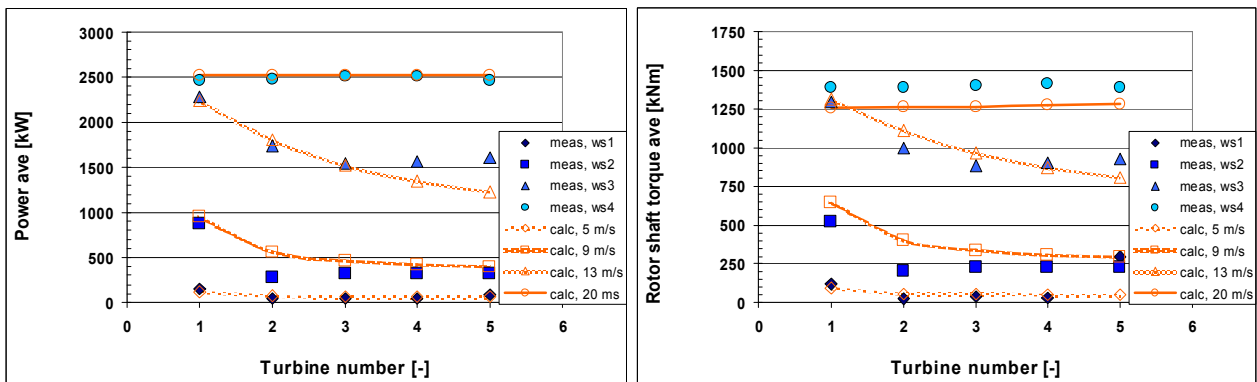 Power ave [kW]
3000
2500
2000
1500
1000
500
0
0 1 2 3 4 5 6
Turbine number [-]
meas, ws1
meas, ws2
meas, ws3
meas, ws4
calc, 5 m/s
calc, 9 m/s
calc, 13 m/s
calc, 20 ms
Rotor shaft torque ave [kNm]
1750
1500
1250
1000
750
500
250
0
0 1 2 3 4 5 6
Turbine number [-]
meas, ws1
meas, ws2
meas, ws3
meas, ws4
calc, 5 m/s
calc, 9 m/s
calc, 13 m/s
calc, 20 m/s